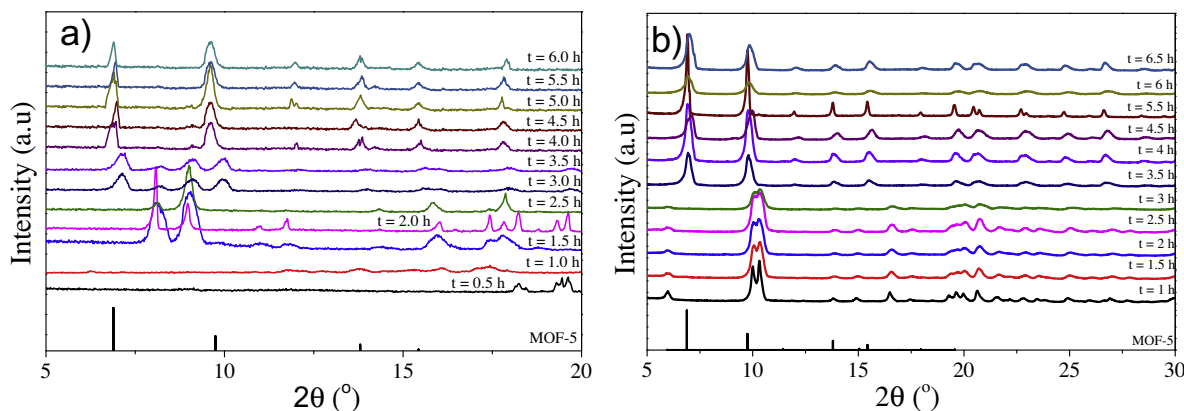 a)
Intensity (a.u)
t = 6.0 h
t = 5.5 h
t = 5.0 h
t = 4.5 h
t = 4.0 h
t = 3.5 h
t = 3.0 h
t = 2.5 h
t = 2.0 h
t = 1.5 h
t = 1.0 h
t = 0.5 h
MOF-5
5 10 15 20
2θ (°)
b)
Intensity (a.u)
t = 6.5 h
t = 6 h
t = 5.5 h
t = 4.5 h
t = 4 h
t = 3.5 h
t = 3 h
t = 2.5 h
t = 2 h
t = 1.5 h
t = 1 h
MOF-5
5 10 15 20 25 30
2θ (°)